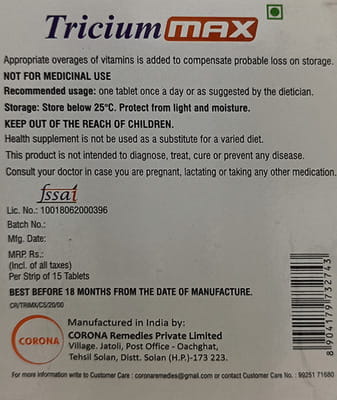 Tricium MAX
Appropriate overages of vitamins is added to compensate probable loss on storage.
NOT FOR MEDICINAL USE
Recommended usage: one tablet once a day or as suggested by the dietician.
Storage: Store below 25°C. Protect from light and moisture.
KEEP OUT OF THE REACH OF CHILDREN.
Health supplement is not be used as a substitute for a varied diet.
This product is not intended to diagnose, treat, cure or prevent any disease.
Consult your doctor in case you are pregnant, lactating or taking any other medication.
fssai
Lic. No.: 10018062000396
Batch No.:
Mfg. Date:
MRP. Rs.:
(Incl. of all taxes)
Per Strip of 15 Tablets
BEST BEFORE 18 MONTHS FROM THE DATE OF MANUFACTURE.
CR/TRIMX/CS/20/00
8904179732743
CORONA
Manufactured in India by:
CORONA Remedies Private Limited
Village. Jatoli, Post Office - Oachghat,
Tehsil Solan, Distt. Solan (H.P.)-173 223.
For more information write to Customer Care : coronaremedies@gmail.com or contact Customer Care No. : 99251 71680